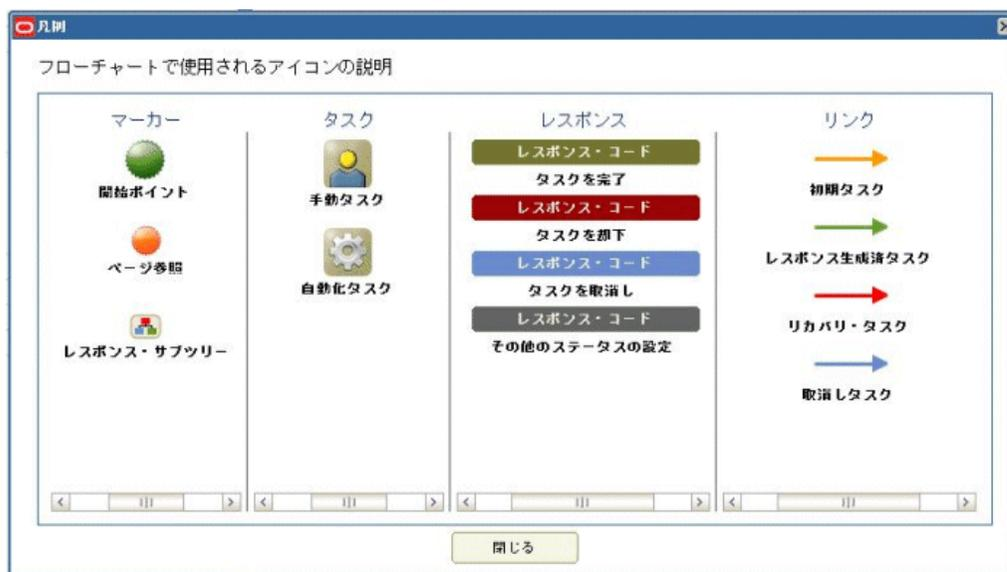 凡例
フローチャートで使用されるアイコンの説明
マーカー
開始ポイント
ページ参照
レスポンス・サブツリー
タスク
手動タスク
自動化タスク
レスポンス
レスポンス・コード
タスクを完了
レスポンス・コード
タスクを却下
レスポンス・コード
タスクを取消し
レスポンス・コード
その他のステータスの設定
リンク
初期タスク
レスポンス生成済タスク
リカバリ・タスク
取消しタスク
閉じる